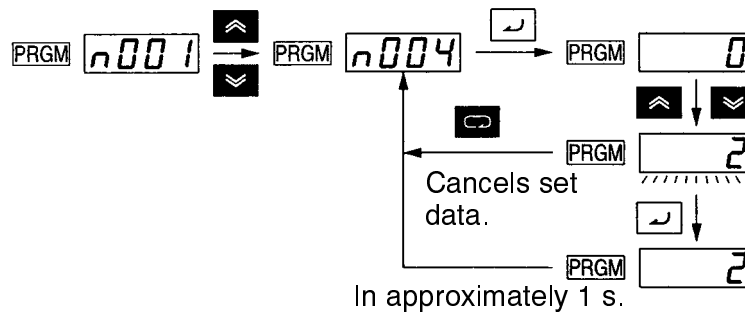 PRGM n001 PRGM n004 PRGM 0
PRGM 2
Cancels set
data.
PRGM 2
In approximately 1 s.